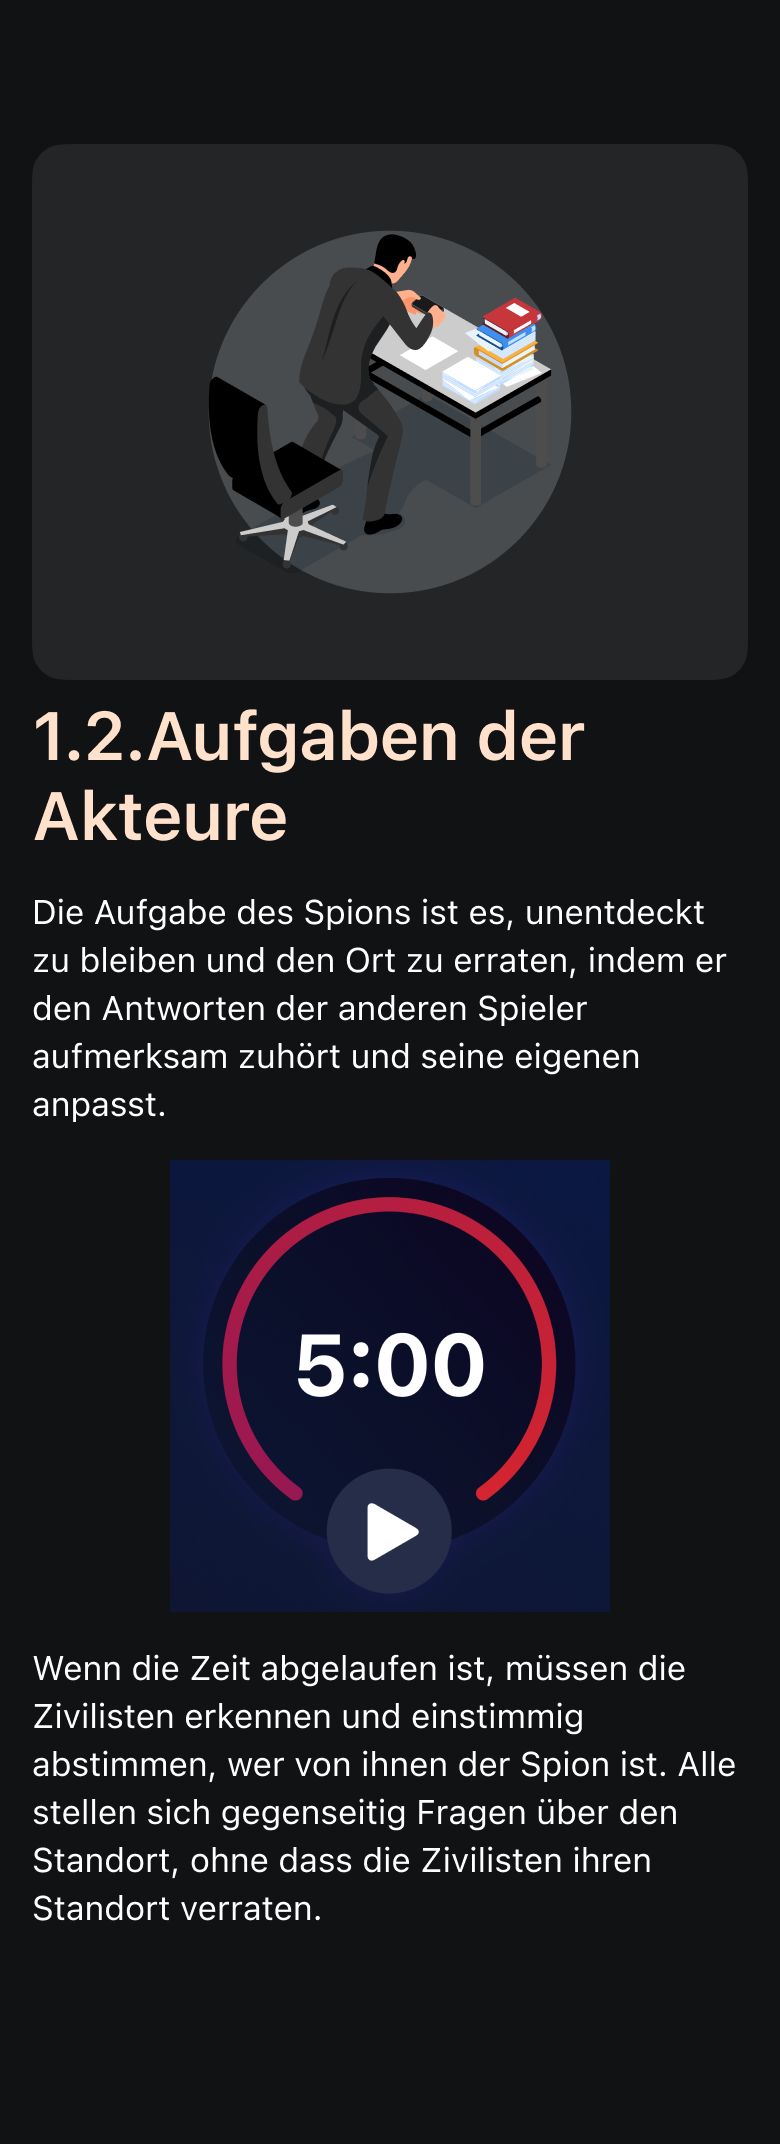 1.2.Aufgaben der
Akteure
Die Aufgabe des Spions ist es, unentdeckt
zu bleiben und den Ort zu erraten, indem er
den Antworten der anderen Spieler
aufmerksam zuhört und seine eigenen
anpasst.
5:00
Wenn die Zeit abgelaufen ist, müssen die
Zivilisten erkennen und einstimmig
abstimmen, wer von ihnen der Spion ist. Alle
stellen sich gegenseitig Fragen über den
Standort, ohne dass die Zivilisten ihren
Standort verraten.